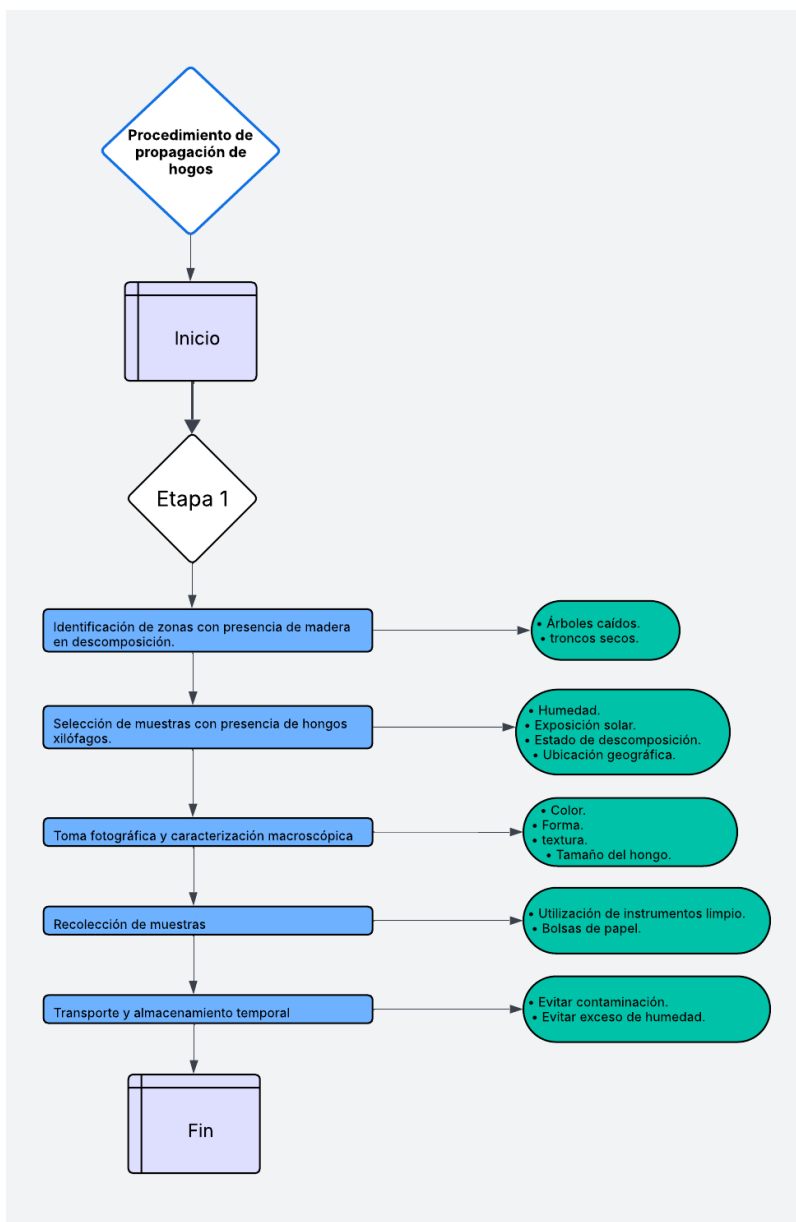 Procedimiento de
propagación de
hogos
Inicio
Etapa 1
Identificación de zonas con presencia de madera
en descomposición.
• Árboles caídos.
• troncos secos.
Selección de muestras con presencia de hongos
xilófagos.
• Humedad.
• Exposición solar.
• Estado de descomposición.
• Ubicación geográfica.
Toma fotográfica y caracterización macroscópica
• Color.
• Forma.
• textura.
• Tamaño del hongo.
Recolección de muestras
• Utilización de instrumentos limpio.
• Bolsas de papel.
Transporte y almacenamiento temporal
• Evitar contaminación.
• Evitar exceso de humedad.
Fin